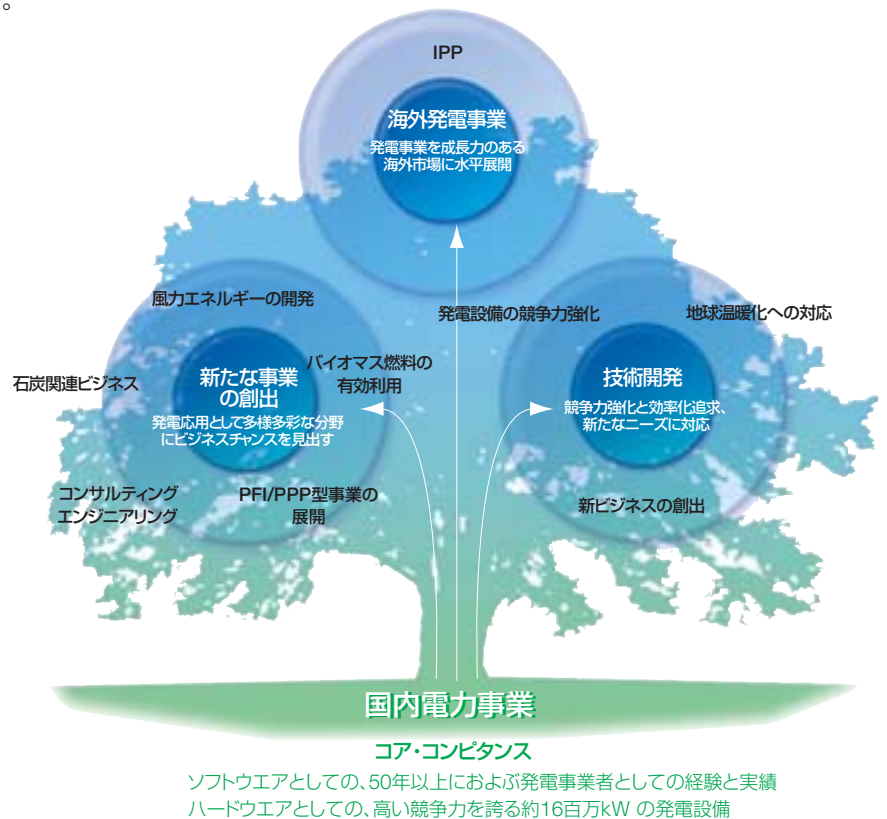 。
IPP
海外発電事業
発電事業を成長力のある
海外市場に水平展開
風力エネルギーの開発
発電設備の競争力強化
地球温暖化への対応
石炭関連ビジネス
新たな事業
の創出
発電応用として多様多彩な分野
にビジネスチャンスを見出す
バイオマス燃料の
有効利用
技術開発
競争力強化と効率化追求、
新たなニーズに対応
コンサルティング
エンジニアリング
PFI/PPP型事業の
展開
新ビジネスの創出
国内電力事業
コア・コンピタンス
ソフトウエアとしての、50年以上におよぶ発電事業者としての経験と実績
ハードウエアとしての、高い競争力を誇る約16百万kW の発電設備